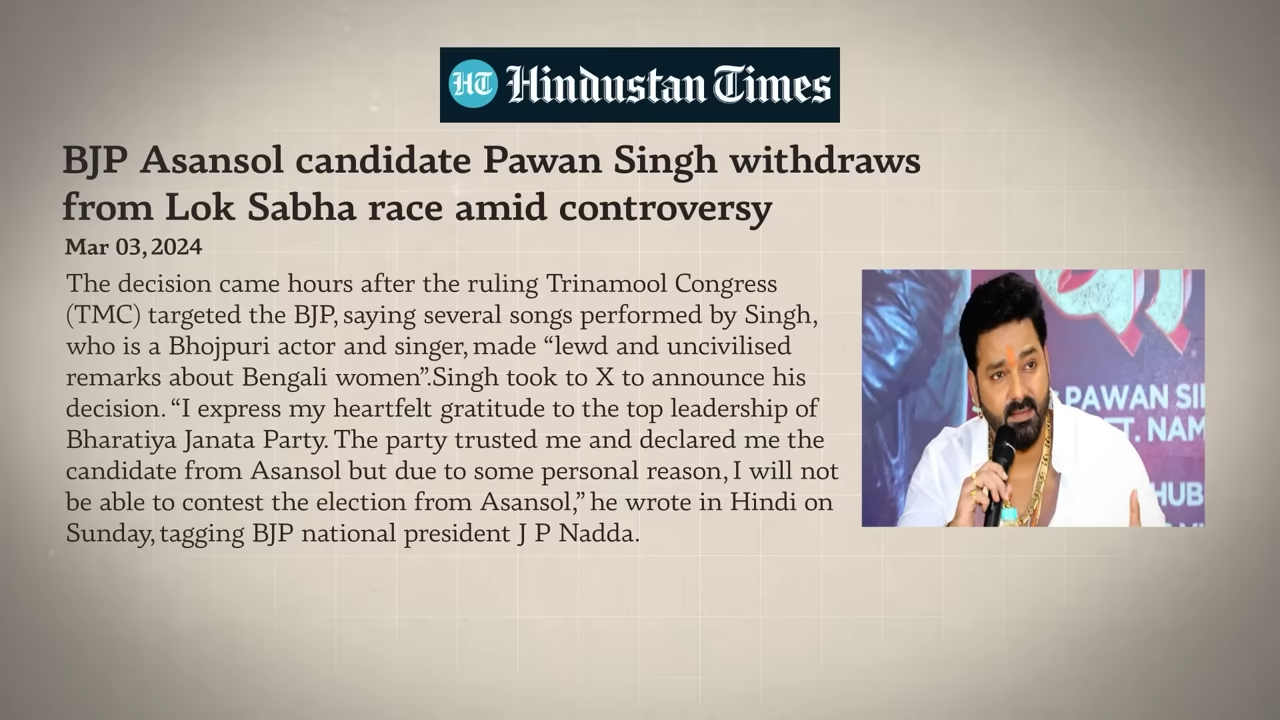 HT Hindustan Times
BJP Asansol candidate Pawan Singh withdraws
from Lok Sabha race amid controversy
Mar 03, 2024
The decision came hours after the ruling Trinamool Congress
(TMC) targeted the BJP, saying several songs performed by Singh,
who is a Bhojpuri actor and singer, made “lewd and uncivilised
remarks about Bengali women”.Singh took to X to announce his
decision. “I express my heartfelt gratitude to the top leadership of
Bharatiya Janata Party. The party trusted me and declared me the
candidate from Asansol but due to some personal reason, I will not
be able to contest the election from Asansol,” he wrote in Hindi on
Sunday, tagging BJP national president J P Nadda.
PAWAN SI
T. NAM
HUB